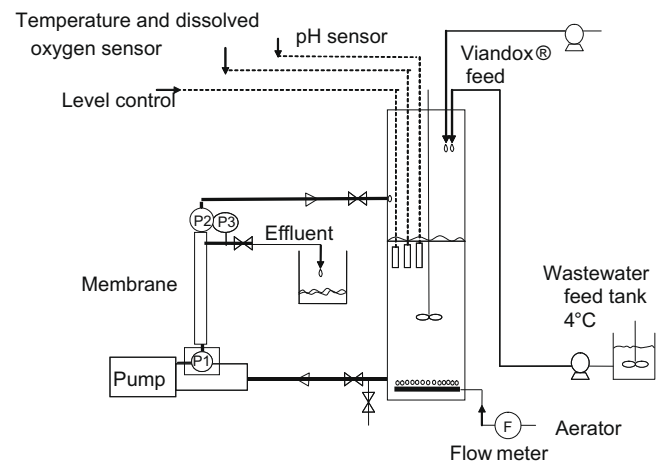 Temperature and dissolved
oxygen sensor
pH sensor
Viandox®
feed
Level control
P2
P3
Effluent
Membrane
Wastewater
feed tank
4°C
P1
Pump
F
Aerator
Flow meter